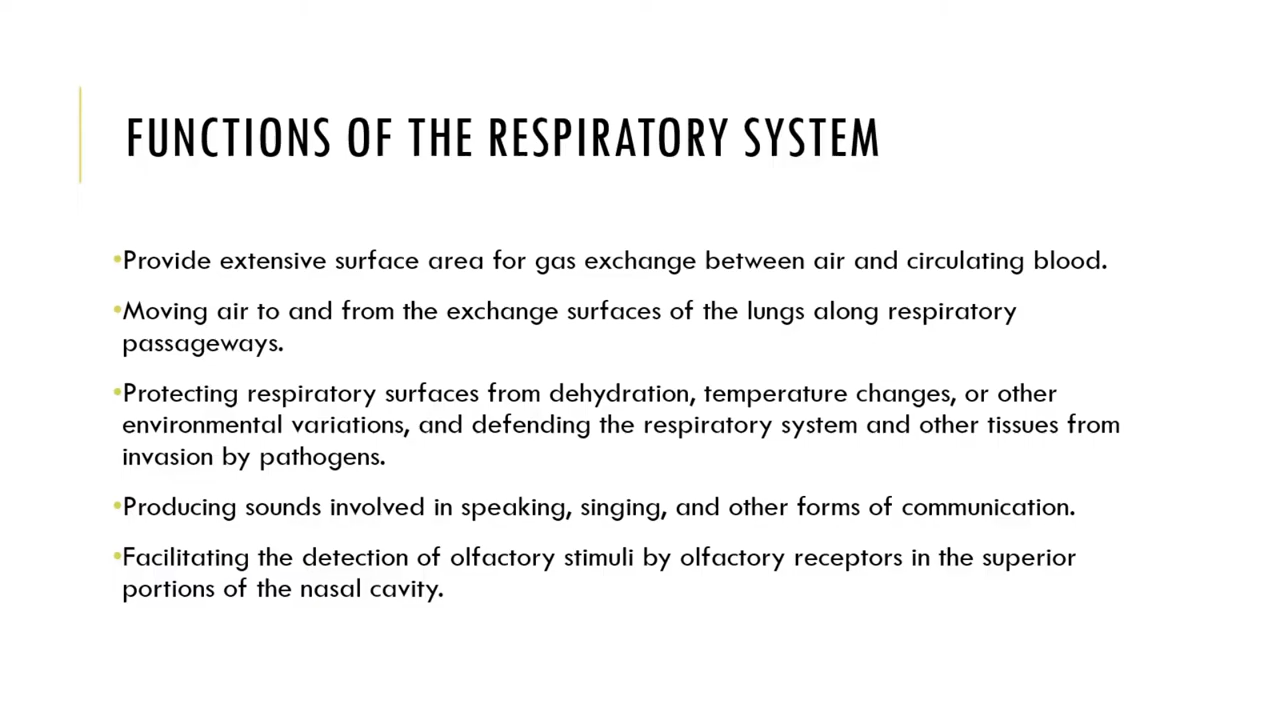 FUNCTIONS OF THE RESPIRATORY SYSTEM
•Provide extensive surface area for gas exchange between air and circulating blood.
•Moving air to and from the exchange surfaces of the lungs along respiratory
passageways.
•Protecting respiratory surfaces from dehydration, temperature changes, or other
environmental variations, and defending the respiratory system and other tissues from
invasion by pathogens.
•Producing sounds involved in speaking, singing, and other forms of communication.
•Facilitating the detection of olfactory stimuli by olfactory receptors in the superior
portions of the nasal cavity.